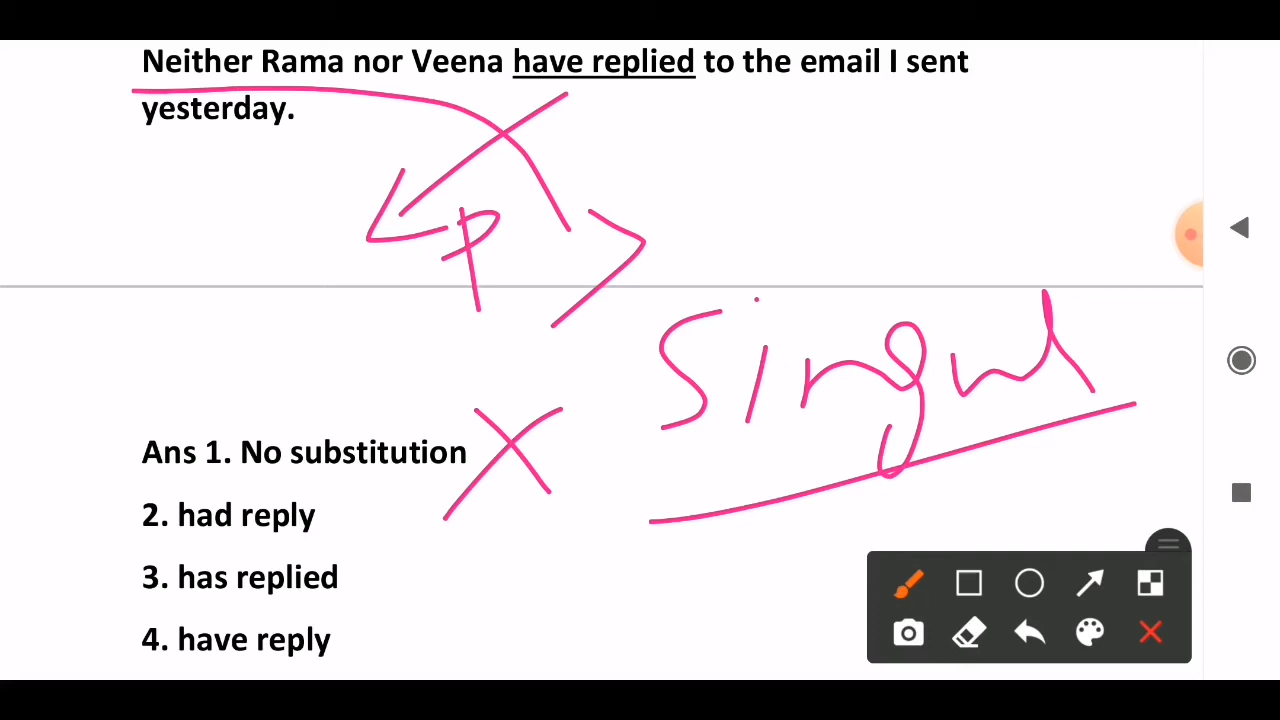 Neither Rama nor Veena have replied to the email I sent
yesterday.
p
Singul
Ans 1. No substitution
2. had reply
3. has replied
4. have reply